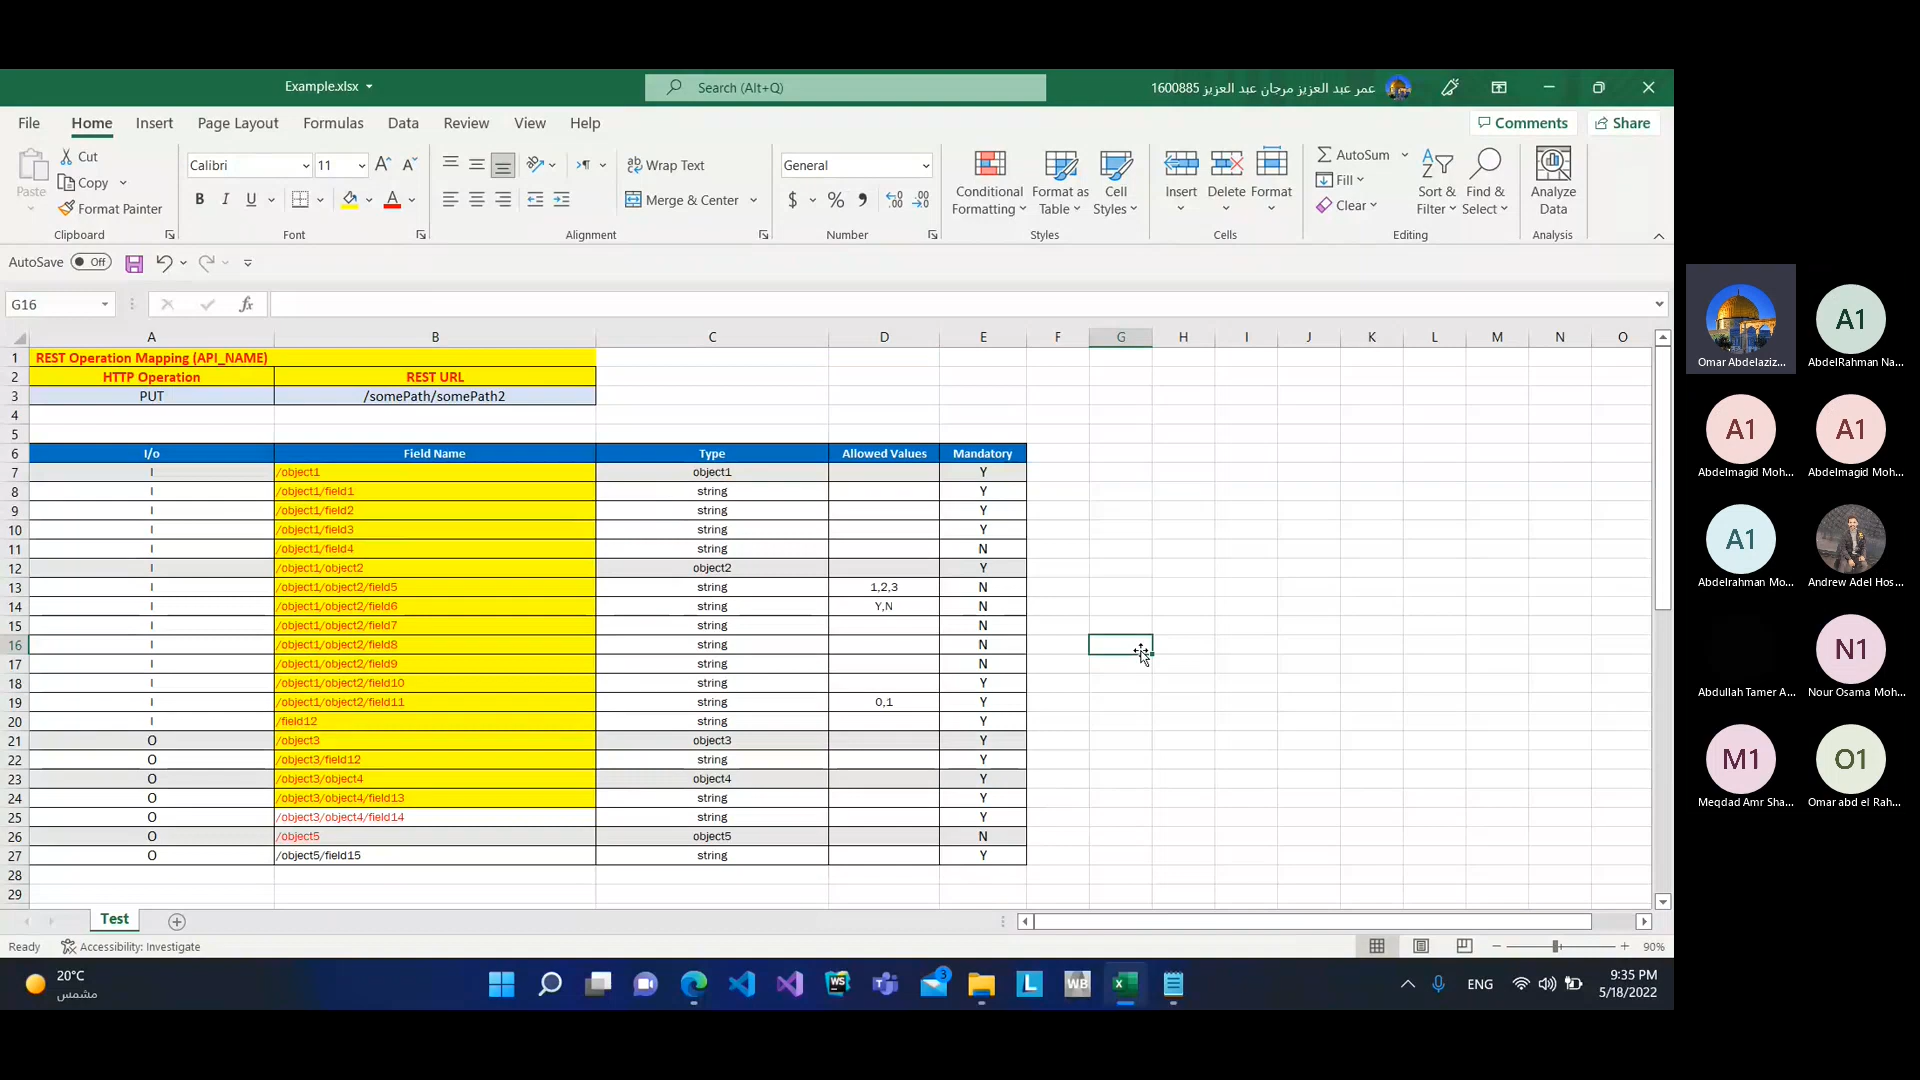 Example.xlsx
Search (Alt+Q)
عمر عبد العزيز مرجان عبد العزيز 1600885
File Home Insert Page Layout Formulas Data Review View Help
Comments Share
Paste
Cut
Copy
Format Painter
Clipboard
Calibri 11
B I U
Font
Wrap Text
Merge & Center
Alignment
General
$ % 
Number
Conditional Formatting
Format as Table
Cell Styles
Styles
Insert Delete Format
Cells
AutoSum
Fill
Clear
Sort & Filter
Find & Select
Editing
Analyze Data
Analysis
AutoSave Off
G16 fx
A B C D E F G H I J K L M N O
1 REST Operation Mapping (API_NAME)
2 HTTP Operation REST URL
3 PUT /somePath/somePath2
4
5
6 I/o Field Name Type Allowed Values Mandatory
7 I /object1 object1 Y
8 I /object1/field1 string Y
9 I /object1/field2 string Y
10 I /object1/field3 string Y
11 I /object1/field4 string N
12 I /object1/object2 object2 Y
13 I /object1/object2/field5 string 1,2,3 N
14 I /object1/object2/field6 string Y,N N
15 I /object1/object2/field7 string N
16 I /object1/object2/field8 string N
17 I /object1/object2/field9 string N
18 I /object1/object2/field10 string Y
19 I /object1/object2/field11 string 0,1 Y
20 I /field12 string Y
21 O /object3 object3 Y
22 O /object3/field12 string Y
23 O /object3/object4 object4 Y
24 O /object3/object4/field13 string Y
25 O /object3/object4/field14 string Y
26 O /object5 object5 N
27 O /object5/field15 string Y
28
29
Test
Ready Accessibility: Investigate 90%
20°C
مشمس
WS
3
L
WB
ENG
9:35 PM
5/18/2022
Omar Abdelaziz...
A1
AbdelRahman Na...
A1
Abdelmagid Moh...
A1
Abdelmagid Moh...
A1
Abdelrahman Mo...
Andrew Adel Hos...
Abdullah Tamer A...
N1
Nour Osama Moh...
M1
Meqdad Amr Sha...
O1
Omar abd el Rah...